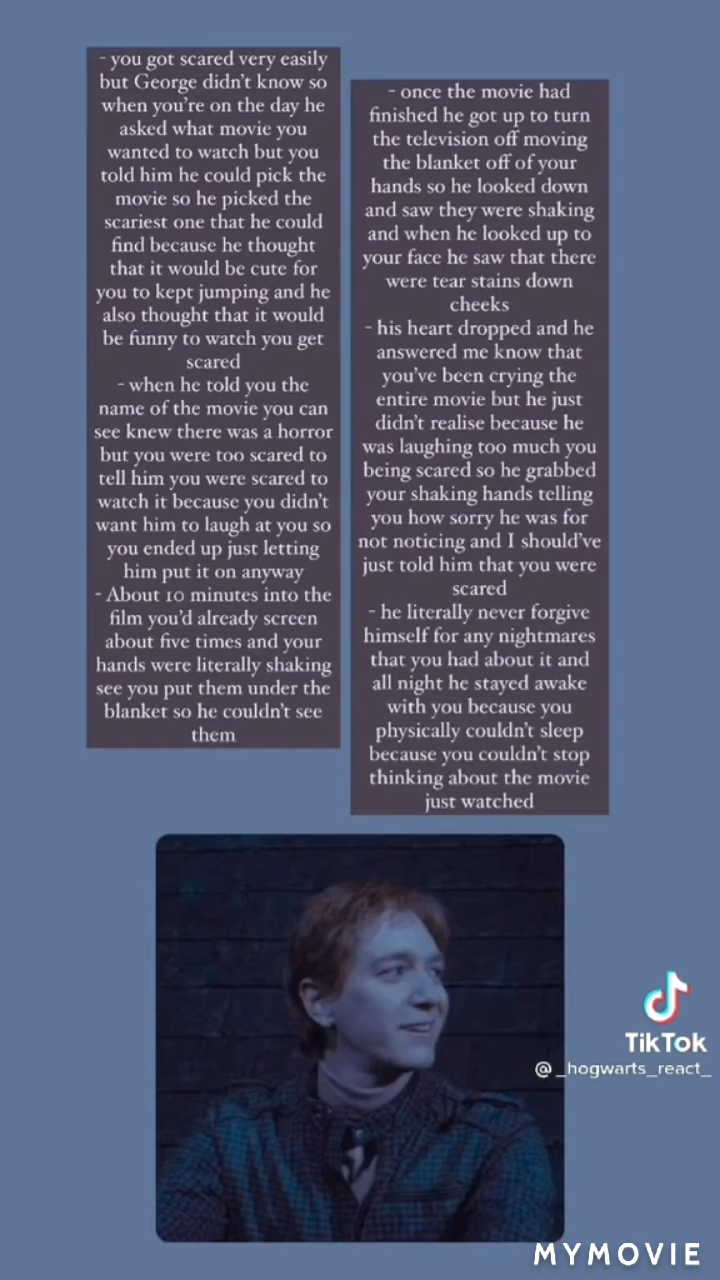 - you got scared very easily
but George didn't know so
when you're on the day he
asked what movie you
wanted to watch but you
told him he could pick the
movie so he picked the
scariest one that he could
find because he thought
that it would be cute for
you to kept jumping and he
also thought that it would
be funny to watch you get
scared
- when he told you the
name of the movie you can
see knew there was a horror
but you were too scared to
tell him you were scared to
watch it because you didn't
want him to laugh at you so
you ended up just letting
him put it on anyway
- About 10 minutes into the
film you'd already screen
about five times and your
hands were literally shaking
see you put them under the
blanket so he couldn't see
them
- once the movie had
finished he got up to turn
the television off moving
the blanket off of your
hands so he looked down
and saw they were shaking
and when he looked up to
your face he saw that there
were tear stains down
cheeks
- his heart dropped and he
answered me know that
you've been crying the
entire movie but he just
didn't realise because he
was laughing too much you
being scared so he grabbed
your shaking hands telling
you how sorry he was for
not noticing and I should've
just told him that you were
scared
- he literally never forgive
himself for any nightmares
that you had about it and
all night he stayed awake
with you because you
physically couldn't sleep
because you couldn't stop
thinking about the movie
just watched
TikTok
@_hogwarts_react_
MYMOVIE